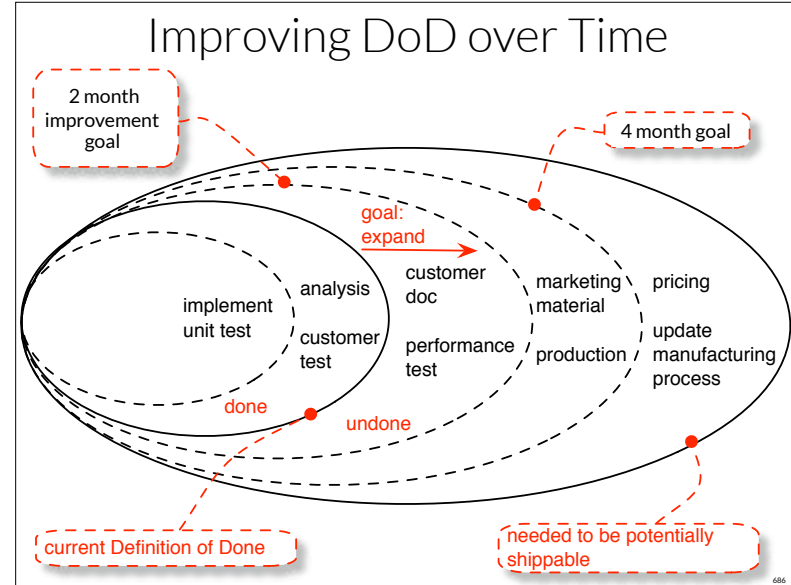 Improving DoD over Time
2 month
improvement
goal
4 month goal
goal:
expand
implement
unit test
analysis
customer
test
customer
doc
performance
test
marketing
material
production
pricing
update
manufacturing
process
done
undone
current Definition of Done
needed to be potentially
shippable
686